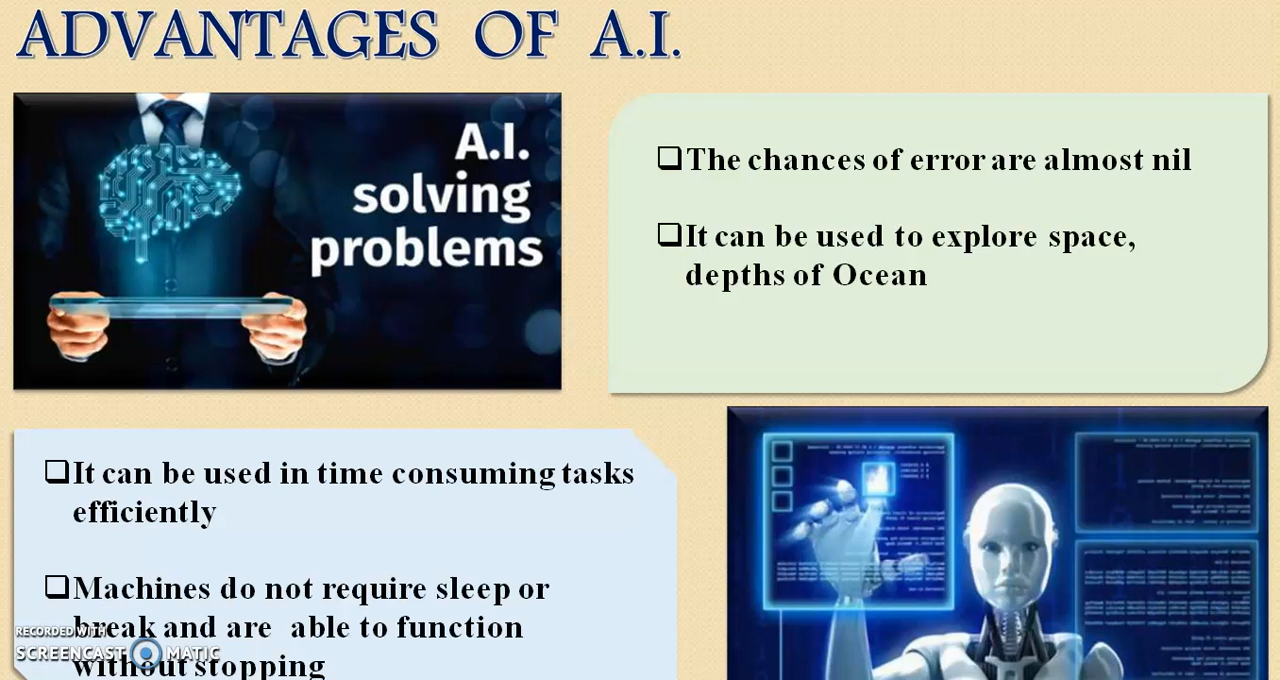 ADVANTAGES OF A.I.
A.I.
solving
problems
❑The chances of error are almost nil
❑It can be used to explore space,
depths of Ocean
❑It can be used in time consuming tasks
efficiently
❑Machines do not require sleep or
break and are able to function
without stopping
RECORDED WITH
SCREENCAST MATIC